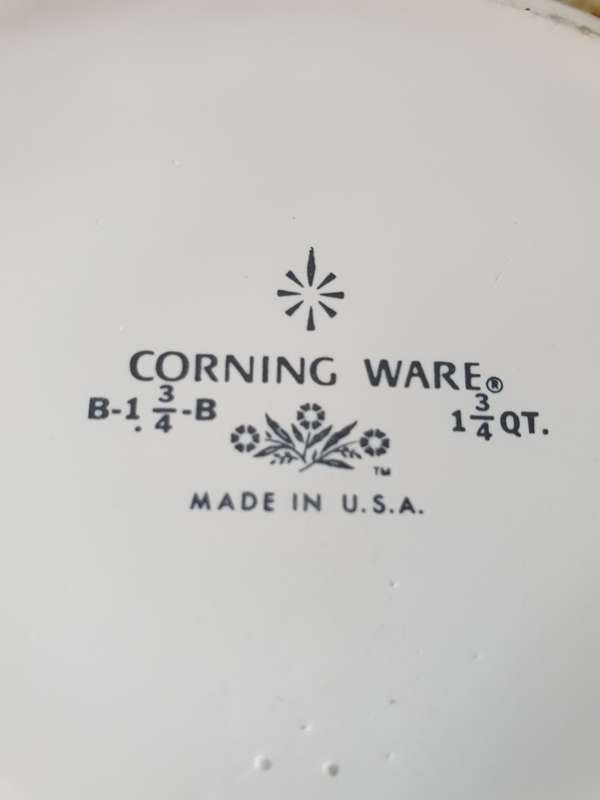 CORNING WARE®
B-1 3/4-B 1 3/4 QT.
TM
MADE IN U.S.A.